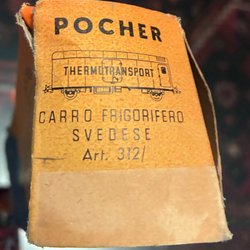 POCHER
THERMOTRANSPORT
CARRO FRIGORIFERO
SVEDESE
Art. 312/